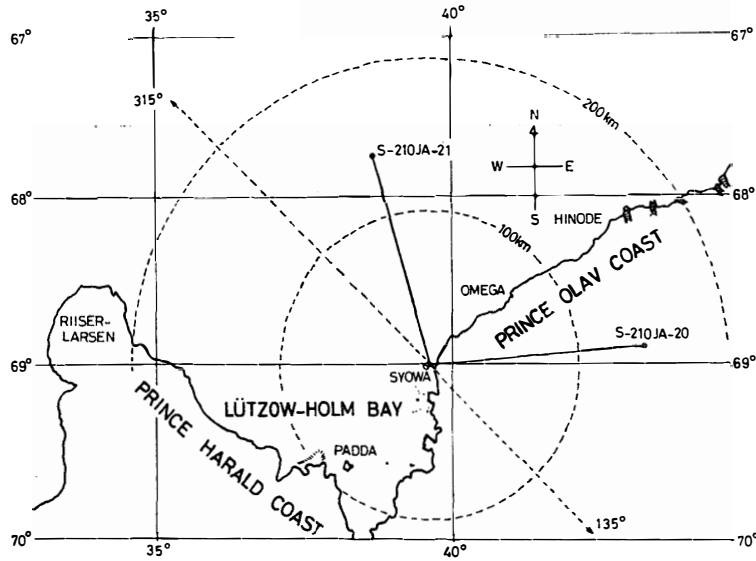 35°
40°
67°
67°
315°
200km
N
S-210JA-21
W
E
68°
68°
S
HINODE
100km
OMEGA
PRINCE OLAV COAST
RIISER-
LARSEN
S-210JA-20
69°
69°
SYOWA
LÜTZOW-HOLM BAY
PRINCE HARALD COAST
PADDA
135°
70°
70°
35°
40°